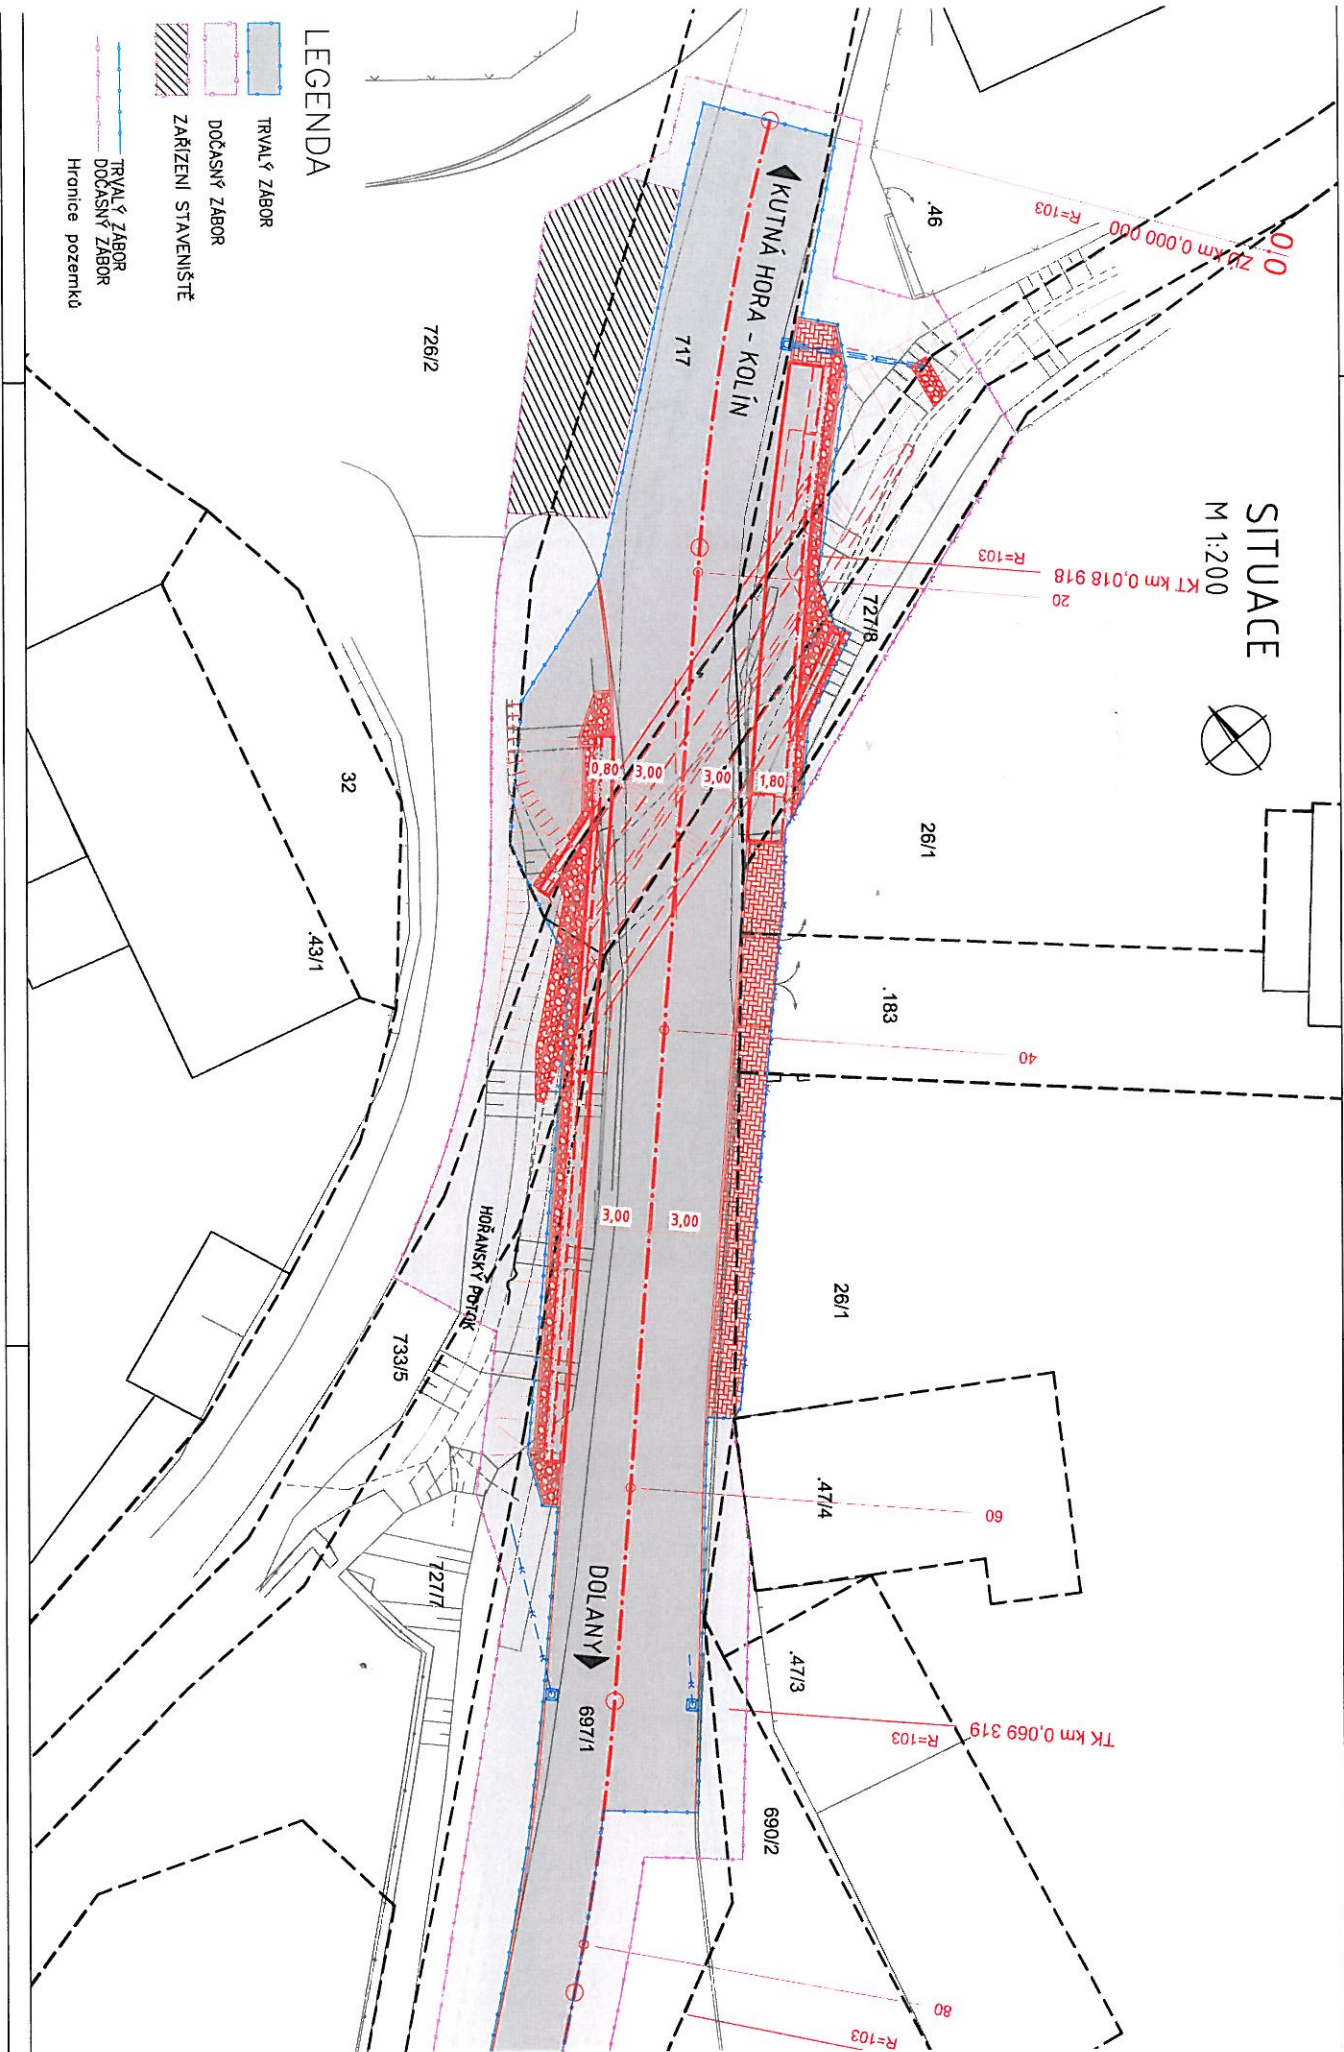 SITUACE
M 1:200
0,0
ZÚ km 0,000 000
R=103
.46
KUTNÁ HORA - KOLÍN
717
726/2
KT km 0,018 918
R=103
20
727/8
0,80
3,00
3,00
1,80
26/1
.183
40
32
.43/1
3,00
3,00
26/1
HOŘANSKÝ POTOK
733/5
.47/4
60
727/7
DOLANY
697/1
.47/3
TK km 0,069 319
R=103
690/2
80
R=103
LEGENDA
TRVALÝ ZÁBOR
DOČASNÝ ZÁBOR
ZAŘÍZENÍ STAVENIŠTĚ
TRVALÝ ZÁBOR
DOČASNÝ ZÁBOR
Hranice pozemků